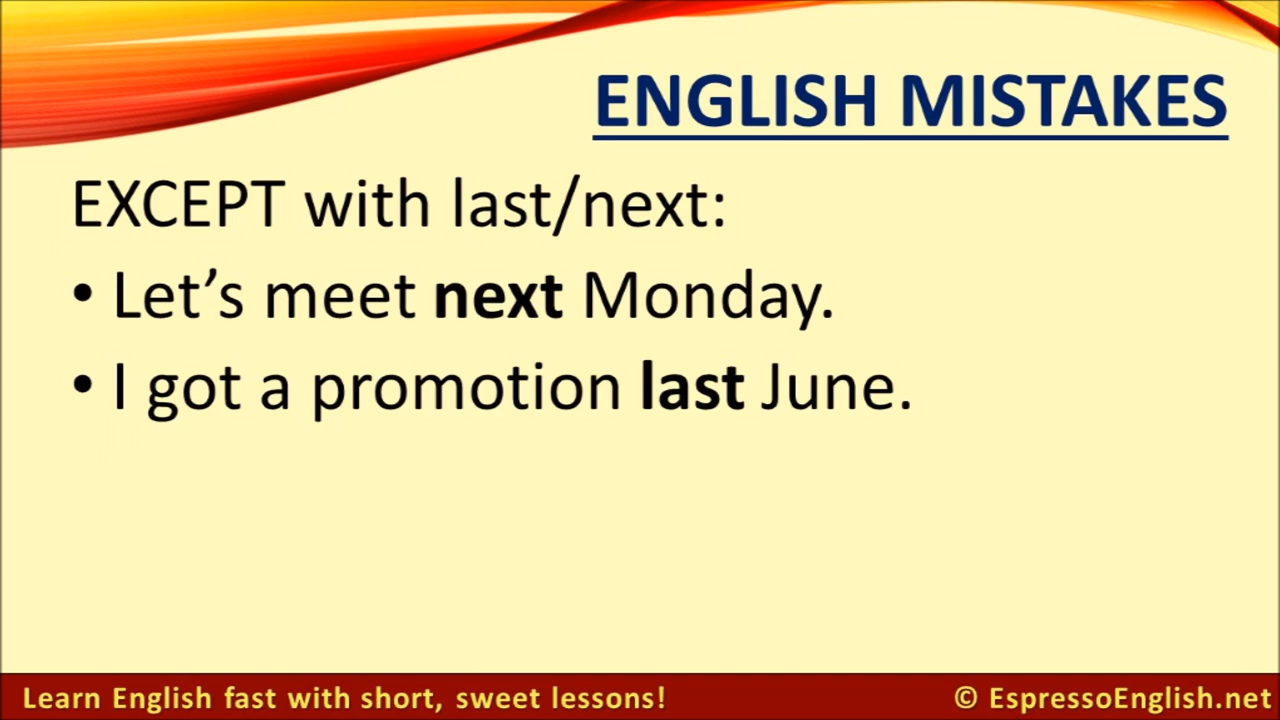 ENGLISH MISTAKES
EXCEPT with last/next:
• Let’s meet next Monday.
• I got a promotion last June.
Learn English fast with short, sweet lessons!
© EspressoEnglish.net